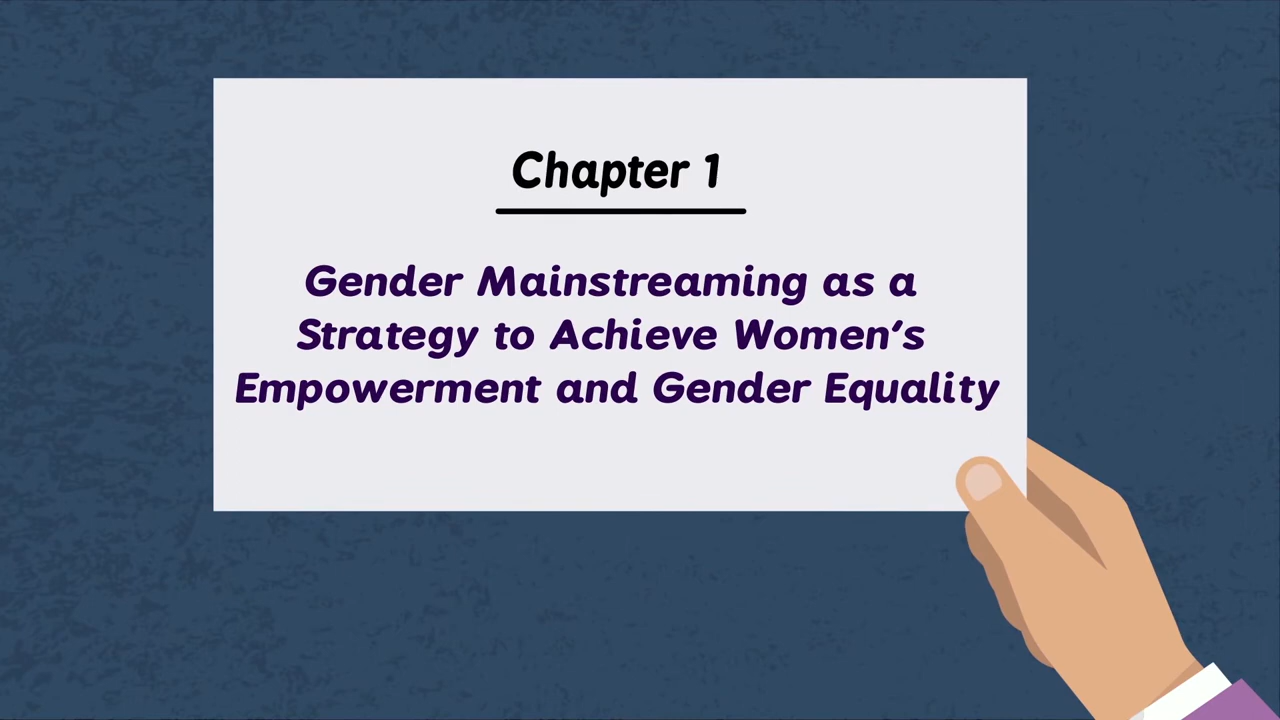 Chapter 1
Gender Mainstreaming as a
Strategy to Achieve Women’s
Empowerment and Gender Equality